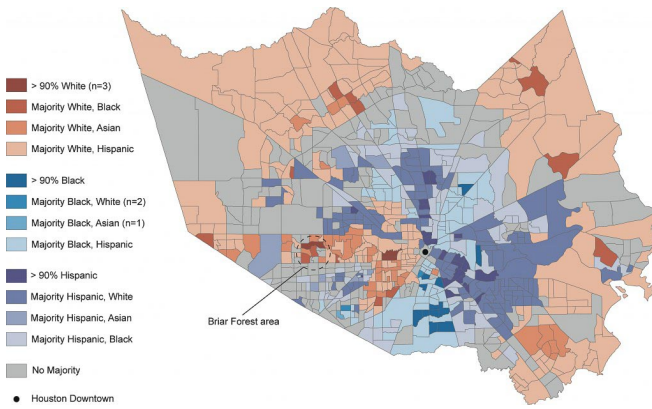 > 90% White (n=3)
Majority White, Black
Majority White, Asian
Majority White, Hispanic
> 90% Black
Majority Black, White (n=2)
Majority Black, Asian (n=1)
Majority Black, Hispanic
> 90% Hispanic
Majority Hispanic, White
Majority Hispanic, Asian
Majority Hispanic, Black
No Majority
Houston Downtown
Briar Forest area